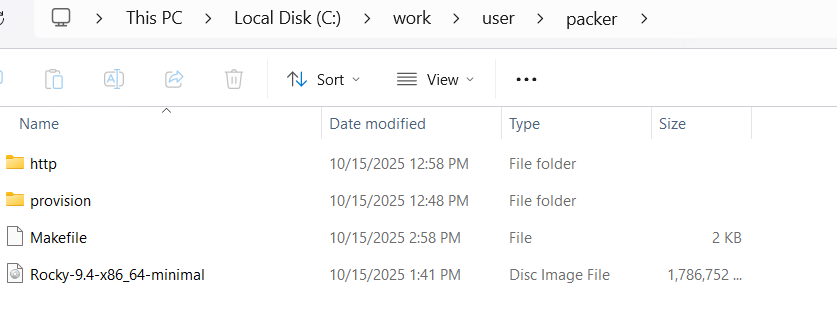 This PC > Local Disk (C:) > work > user > packer >
Sort View ...
Name Date modified Type Size
http 10/15/2025 12:58 PM File folder
provision 10/15/2025 12:48 PM File folder
Makefile 10/15/2025 2:58 PM File 2 KB
Rocky-9.4-x86_64-minimal 10/15/2025 1:41 PM Disc Image File 1,786,752 ...